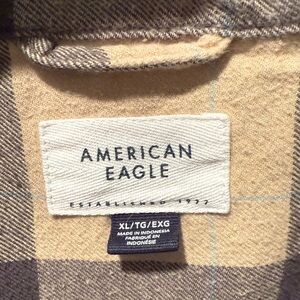 AMERICAN
EAGLE
ESTABLISHED 1977
XL/TG/EXG
MADE IN INDONESIA
FABRIQUÉ EN
INDONÉSIE